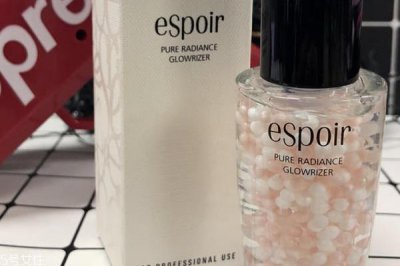 espoir
PURE RADIANCE
GLOWRIZER
PROFESSIONAL USE
espoir
PURE RADIANCE
GLOWRIZER